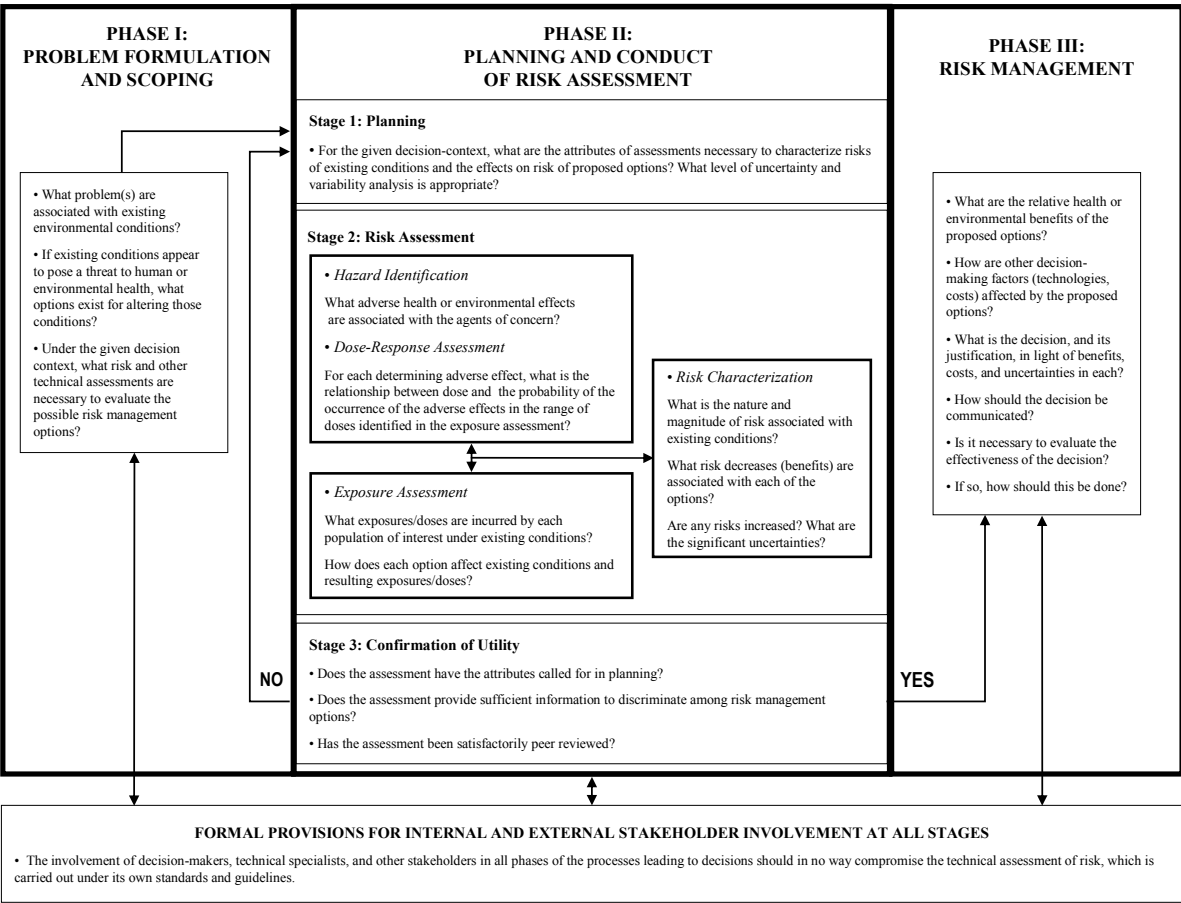 PHASE I:
PROBLEM FORMULATION
AND SCOPING
• What problem(s) are
associated with existing
environmental conditions?
• If existing conditions appear
to pose a threat to human or
environmental health, what
options exist for altering those
conditions?
• Under the given decision
context, what risk and other
technical assessments are
necessary to evaluate the
possible risk management
options?
PHASE II:
PLANNING AND CONDUCT
OF RISK ASSESSMENT
Stage 1: Planning
• For the given decision-context, what are the attributes of assessments necessary to characterize risks
of existing conditions and the effects on risk of proposed options? What level of uncertainty and
variability analysis is appropriate?
Stage 2: Risk Assessment
• Hazard Identification
What adverse health or environmental effects
are associated with the agents of concern?
• Dose-Response Assessment
For each determining adverse effect, what is the
relationship between dose and the probability of the
occurrence of the adverse effects in the range of
doses identified in the exposure assessment?
• Exposure Assessment
What exposures/doses are incurred by each
population of interest under existing conditions?
How does each option affect existing conditions and
resulting exposures/doses?
• Risk Characterization
What is the nature and
magnitude of risk associated with
existing conditions?
What risk decreases (benefits) are
associated with each of the
options?
Are any risks increased? What are
the significant uncertainties?
Stage 3: Confirmation of Utility
• Does the assessment have the attributes called for in planning?
• Does the assessment provide sufficient information to discriminate among risk management
options?
• Has the assessment been satisfactorily peer reviewed?
NO
YES
PHASE III:
RISK MANAGEMENT
• What are the relative health or
environmental benefits of the
proposed options?
• How are other decision-
making factors (technologies,
costs) affected by the proposed
options?
• What is the decision, and its
justification, in light of benefits,
costs, and uncertainties in each?
• How should the decision be
communicated?
• Is it necessary to evaluate the
effectiveness of the decision?
• If so, how should this be done?
FORMAL PROVISIONS FOR INTERNAL AND EXTERNAL STAKEHOLDER INVOLVEMENT AT ALL STAGES
• The involvement of decision-makers, technical specialists, and other stakeholders in all phases of the processes leading to decisions should in no way compromise the technical assessment of risk, which is
carried out under its own standards and guidelines.